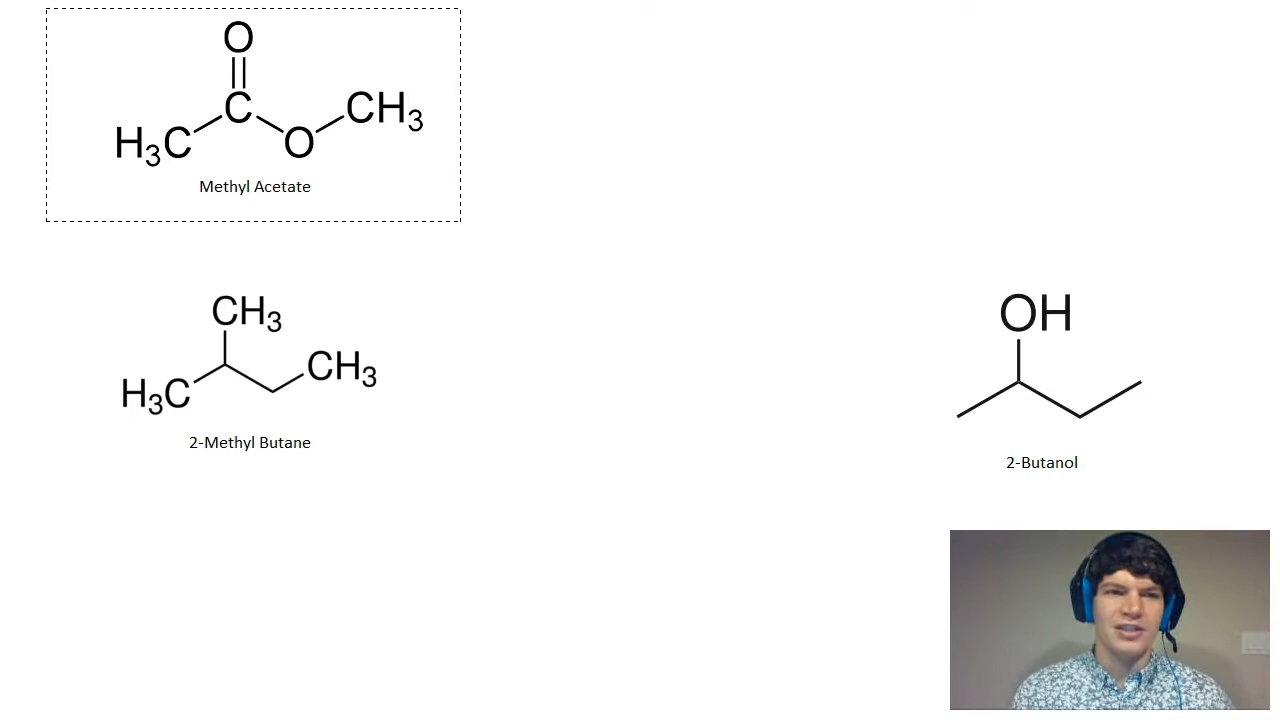 O
C
CH3
H3C
O
Methyl Acetate
CH3
CH3
H3C
2-Methyl Butane
OH
2-Butanol